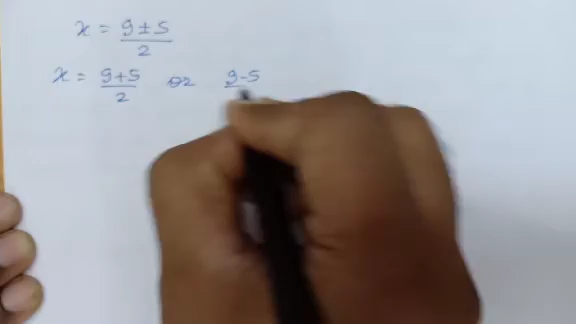 x = (9 ± 5)/2
x = (9+5)/2 or 9-5